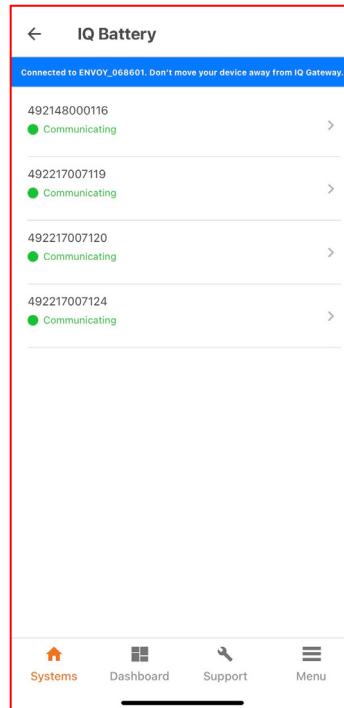 IQ Battery
Connected to ENVOY_068601. Don't move your device away from IQ Gateway.
492148000116
Communicating
492217007119
Communicating
492217007120
Communicating
492217007124
Communicating
Systems Dashboard Support Menu